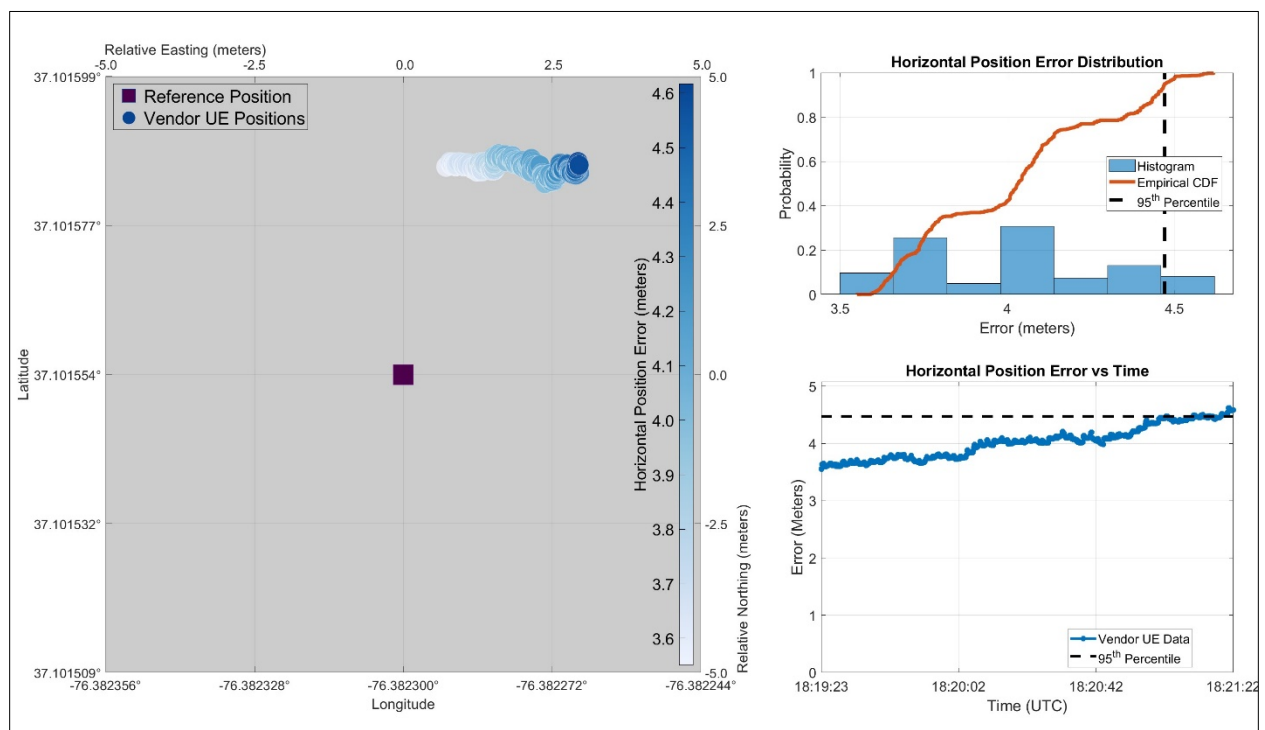 Relative Easting (meters)
-5.0 -2.5 0.0 2.5 5.0
37.101599° 5.0
Reference Position
Vendor UE Positions
37.101577° 2.5
37.101554° 0.0
37.101532° -2.5
37.101509° -5.0
Latitude
-76.382356° -76.382328° -76.382300° -76.382272° -76.382244°
Longitude
Relative Northing (meters)
Horizontal Position Error (meters)
4.6
4.5
4.4
4.3
4.2
4.1
4.0
3.9
3.8
3.7
3.6
Horizontal Position Error Distribution
Probability
1
0.8
0.6
0.4
0.2
0
Histogram
Empirical CDF
95th Percentile
3.5 4 4.5
Error (meters)
Horizontal Position Error vs Time
Error (Meters)
5
4
3
2
1
0
Vendor UE Data
95th Percentile
18:19:23 18:20:02 18:20:42 18:21:22
Time (UTC)